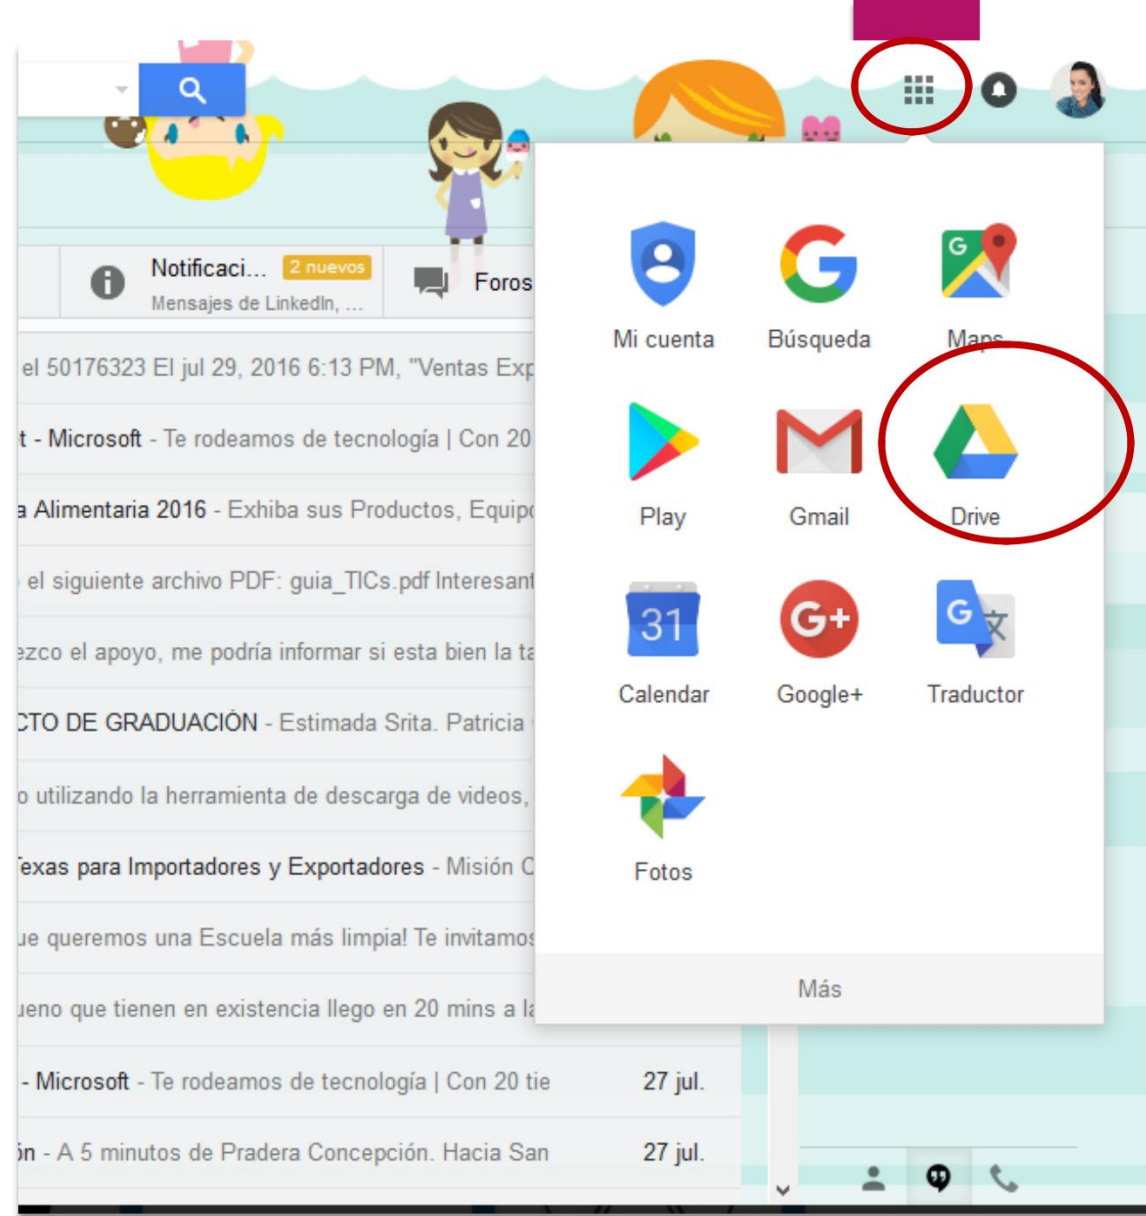 Notificaci... 2 nuevos
Mensajes de LinkedIn, ...
Foros
el 50176323 El jul 29, 2016 6:13 PM, "Ventas Exp
t - Microsoft - Te rodeamos de tecnología | Con 20
a Alimentaria 2016 - Exhiba sus Productos, Equipo
el siguiente archivo PDF: guia_TICs.pdf Interesant
ezco el apoyo, me podría informar si esta bien la ta
CTO DE GRADUACIÓN - Estimada Srita. Patricia
o utilizando la herramienta de descarga de videos,
Texas para Importadores y Exportadores - Misión C
ue queremos una Escuela más limpia! Te invitamos
ueno que tienen en existencia llego en 20 mins a la
- Microsoft - Te rodeamos de tecnología | Con 20 tie 27 jul.
ón - A 5 minutos de Pradera Concepción. Hacia San 27 jul.
G
Mi cuenta Búsqueda Maps
Play Gmail Drive
31 G+ G 文
Calendar Google+ Traductor
Fotos
Más